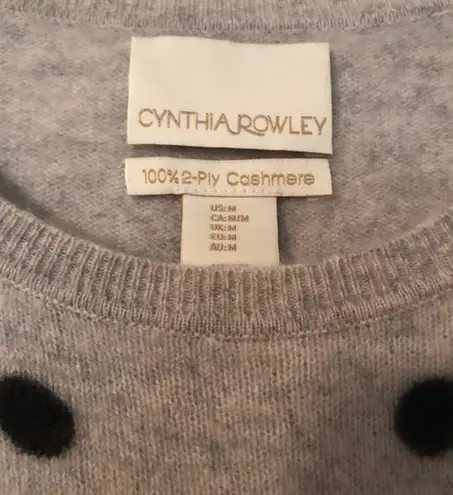 CYNTHIA ROWLEY
100% 2-Ply Cashmere
US: M
CA: M/M
UK: M
EU: M
AU: M